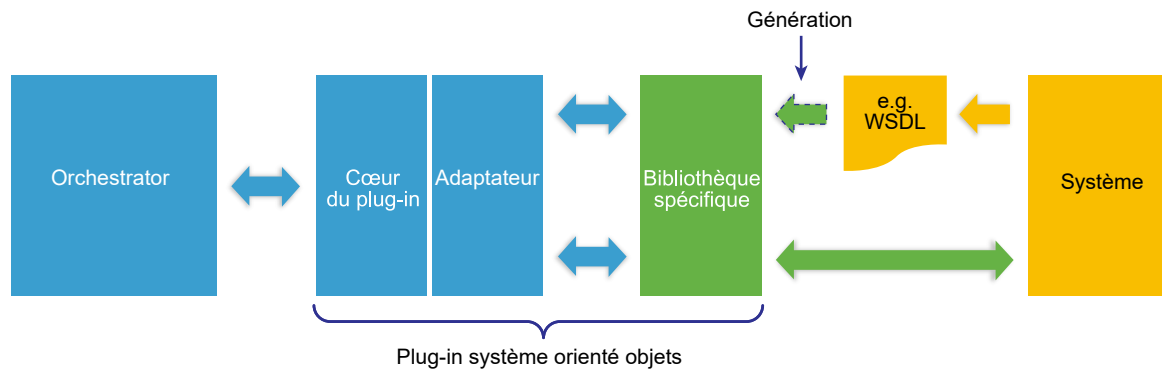 Génération
Orchestrator
Cœur
du plug-in
Adaptateur
Bibliothèque
spécifique
e.g.
WSDL
Système
Plug-in système orienté objets